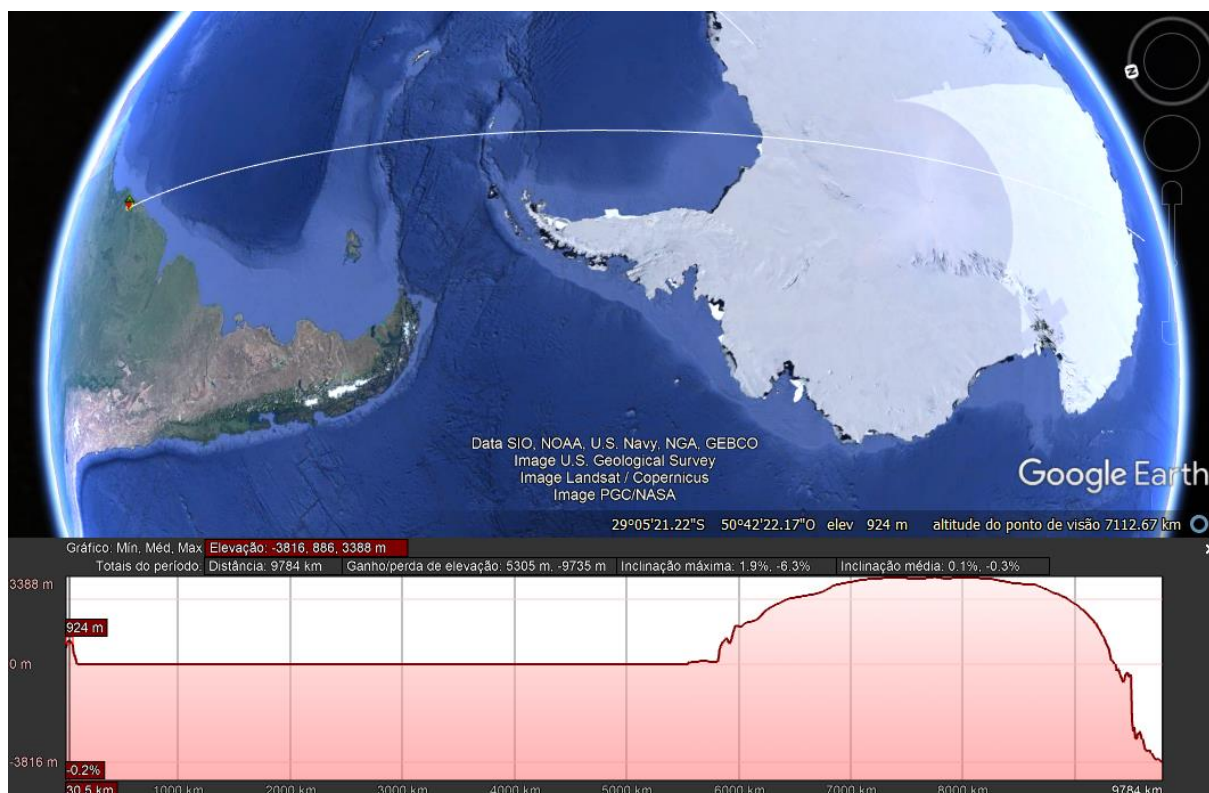 N
Data SIO, NOAA, U.S. Navy, NGA, GEBCO
Image U.S. Geological Survey
Image Landsat / Copernicus
Image PGC/NASA
Google Earth
29°05'21.22"S 50°42'22.17"O elev 924 m altitude do ponto de visão 7112.67 km
Gráfico: Mín, Méd, Max Elevação: -3816, 886, 3388 m
Totais do período: Distância: 9784 km Ganho/perda de elevação: 5305 m, -9735 m Inclinação máxima: 1.9%, -6.3% Inclinação média: 0.1%, -0.3%
3388 m
924 m
0 m
-3816 m
-0.2%
30.5 km 1000 km 2000 km 3000 km 4000 km 5000 km 6000 km 7000 km 8000 km 9784 km